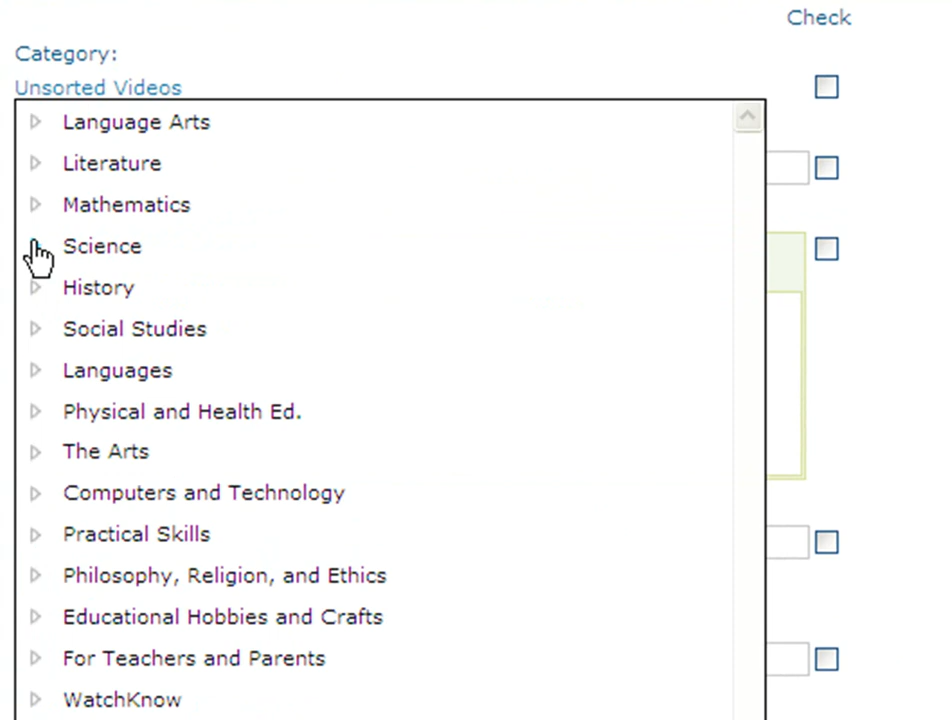 Check
Category:
Unsorted Videos
Language Arts
Literature
Mathematics
Science
History
Social Studies
Languages
Physical and Health Ed.
The Arts
Computers and Technology
Practical Skills
Philosophy, Religion, and Ethics
Educational Hobbies and Crafts
For Teachers and Parents
WatchKnow